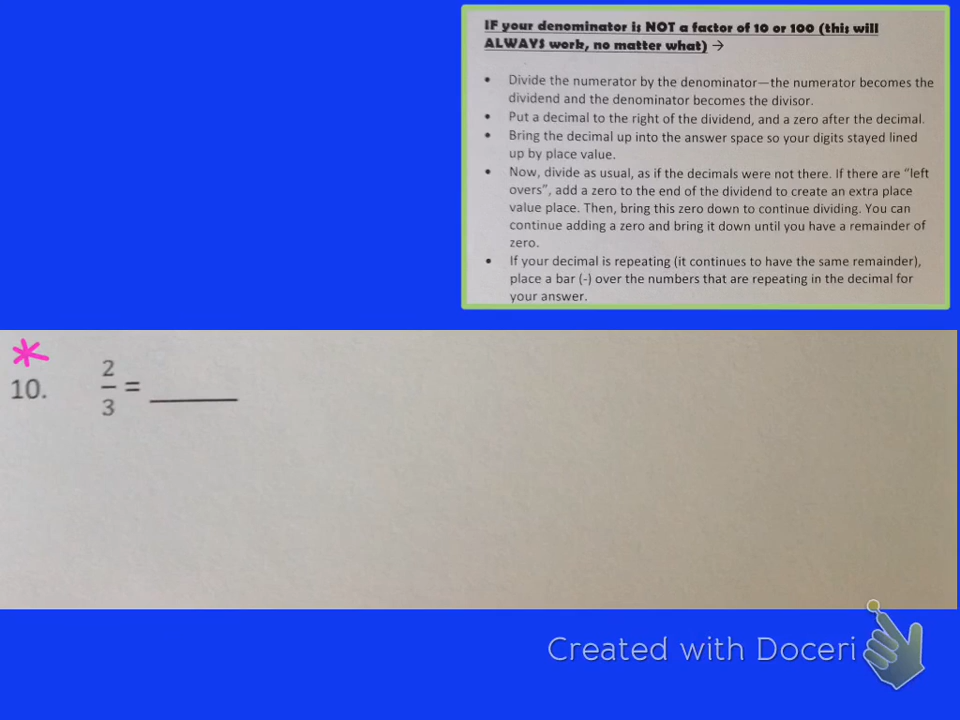 IF your denominator is NOT a factor of 10 or 100 (this will
ALWAYS work, no matter what) →
• Divide the numerator by the denominator—the numerator becomes the
dividend and the denominator becomes the divisor.
• Put a decimal to the right of the dividend, and a zero after the decimal.
• Bring the decimal up into the answer space so your digits stayed lined
up by place value.
• Now, divide as usual, as if the decimals were not there. If there are “left
overs”, add a zero to the end of the dividend to create an extra place
value place. Then, bring this zero down to continue dividing. You can
continue adding a zero and bring it down until you have a remainder of
zero.
• If your decimal is repeating (it continues to have the same remainder),
place a bar (-) over the numbers that are repeating in the decimal for
your answer.
*
10. 2/3 = ______
Created with Doceri